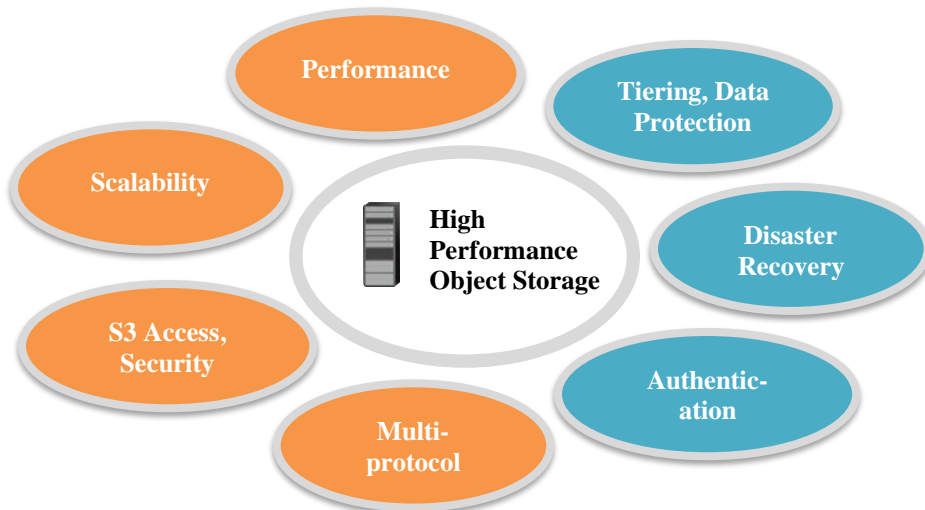 Performance
Tiering, Data
Protection
Scalability
High
Performance
Object Storage
Disaster
Recovery
S3 Access,
Security
Authentic-
ation
Multi-
protocol